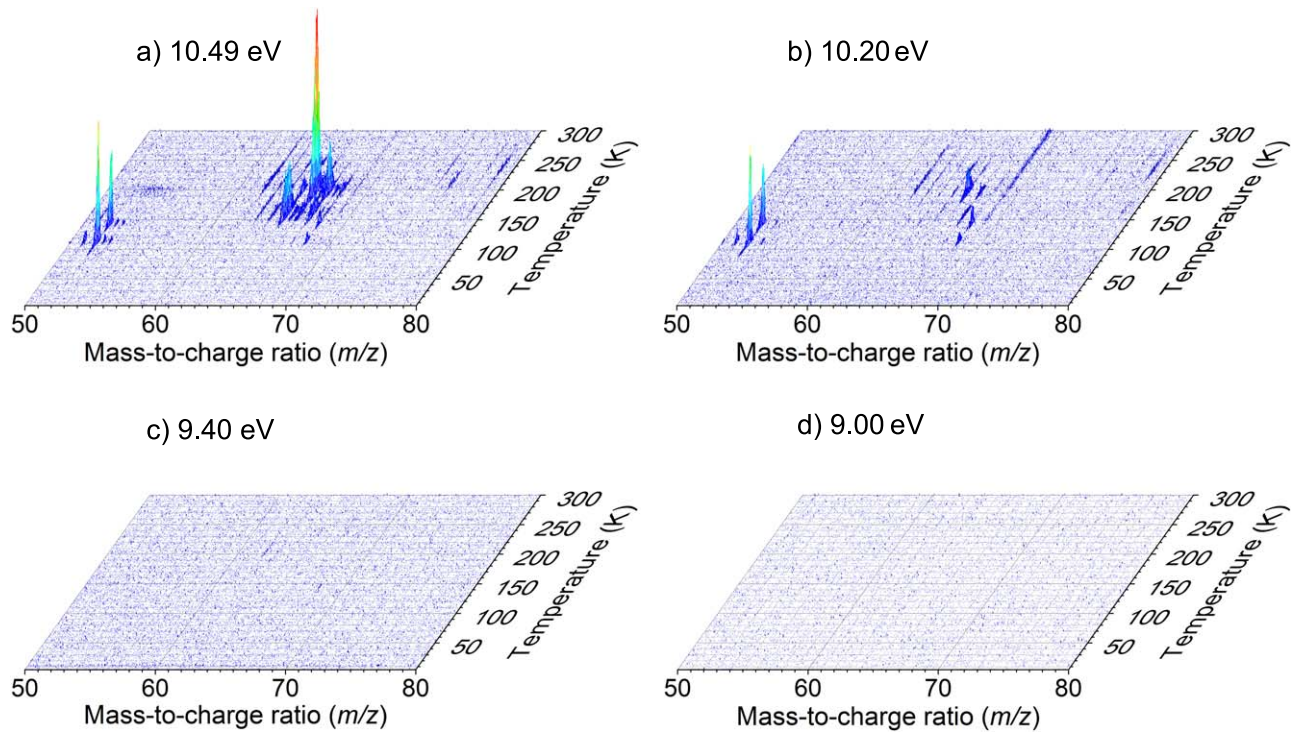 a) 10.49 eV
50 60 70 80
Mass-to-charge ratio (m/z)
50 100 150 200 250 300
Temperature (K)
b) 10.20 eV
50 60 70 80
Mass-to-charge ratio (m/z)
50 100 150 200 250 300
Temperature (K)
c) 9.40 eV
50 60 70 80
Mass-to-charge ratio (m/z)
50 100 150 200 250 300
Temperature (K)
d) 9.00 eV
50 60 70 80
Mass-to-charge ratio (m/z)
50 100 150 200 250 300
Temperature (K)